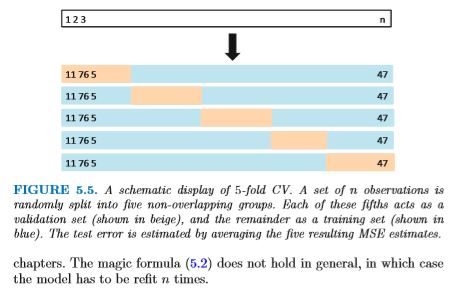 1 2 3 n
11 76 5 47
11 76 5 47
11 76 5 47
11 76 5 47
11 76 5 47
FIGURE 5.5. A schematic display of 5-fold CV. A set of n observations is
randomly split into five non-overlapping groups. Each of these fifths acts as a
validation set (shown in beige), and the remainder as a training set (shown in
blue). The test error is estimated by averaging the five resulting MSE estimates.
chapters. The magic formula (5.2) does not hold in general, in which case
the model has to be refit n times.